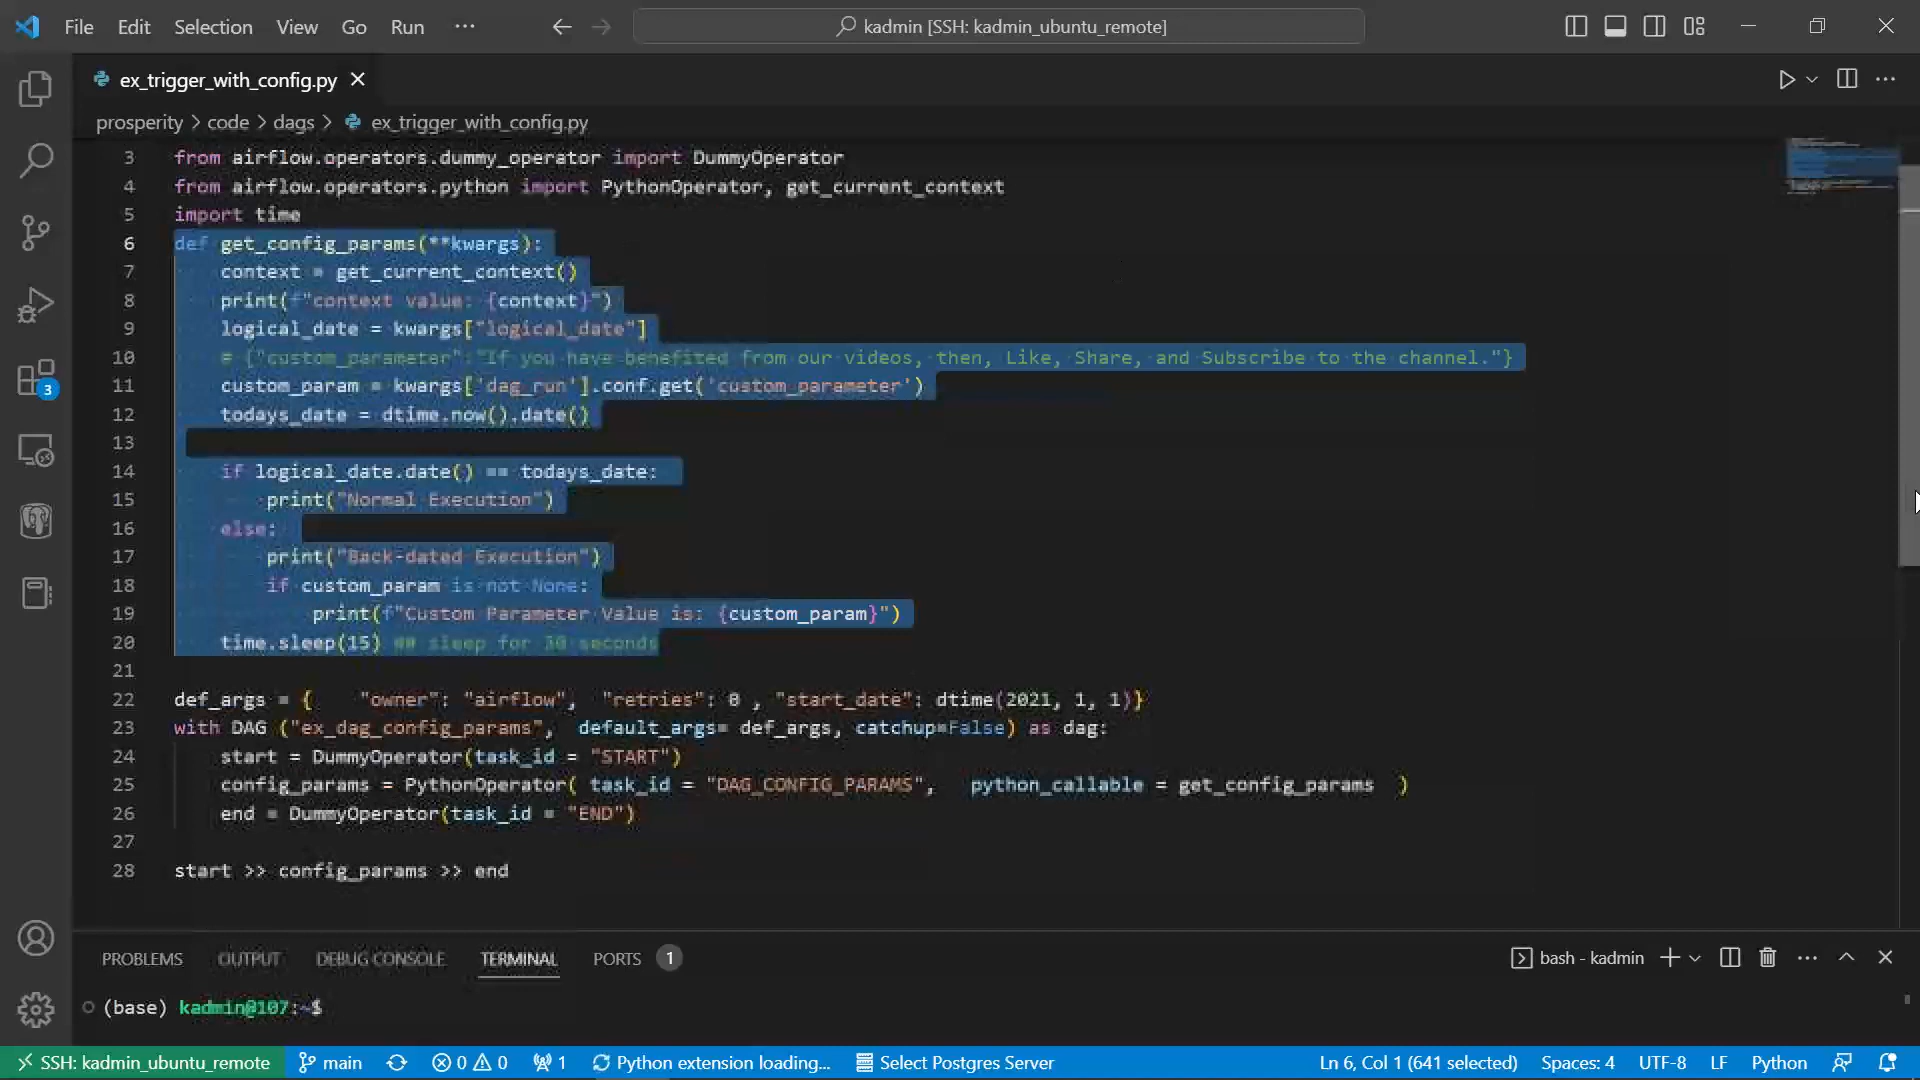 File Edit Selection View Go Run ··· kadmin [SSH: kadmin_ubuntu_remote]
ex_trigger_with_config.py
prosperity > code > dags > ex_trigger_with_config.py
3 from airflow.operators.dummy_operator import DummyOperator
4 from airflow.operators.python import PythonOperator, get_current_context
5 import time
6 def get_config_params(**kwargs):
7 context = get_current_context()
8 print(f"context value: {context}")
9 logical_date = kwargs["logical_date"]
10 # {"custom_parameter":"If you have benefited from our videos, then, Like, Share, and Subscribe to the channel."}
11 custom_param = kwargs['dag_run'].conf.get('custom_parameter')
12 todays_date = dtime.now().date()
13
14 if logical_date.date() == todays_date:
15 print("Normal Execution")
16 else:
17 print("Back-dated Execution")
18 if custom_param is not None:
19 print(f"Custom Parameter Value is: {custom_param}")
20 time.sleep(15) ## sleep for 30 seconds
21
22 def_args = { "owner": "airflow", "retries": 0 , "start_date": dtime(2021, 1, 1)}
23 with DAG ("ex_dag_config_params", default_args= def_args, catchup=False) as dag:
24 start = DummyOperator(task_id = "START")
25 config_params = PythonOperator( task_id = "DAG_CONFIG_PARAMS", python_callable = get_config_params )
26 end = DummyOperator(task_id = "END")
27
28 start >> config_params >> end
3
PROBLEMS OUTPUT DEBUG CONSOLE TERMINAL PORTS 1 bash - kadmin
(base) kadmin@107:~$
SSH: kadmin_ubuntu_remote main 0 0 1 Python extension loading... Select Postgres Server Ln 6, Col 1 (641 selected) Spaces: 4 UTF-8 LF Python